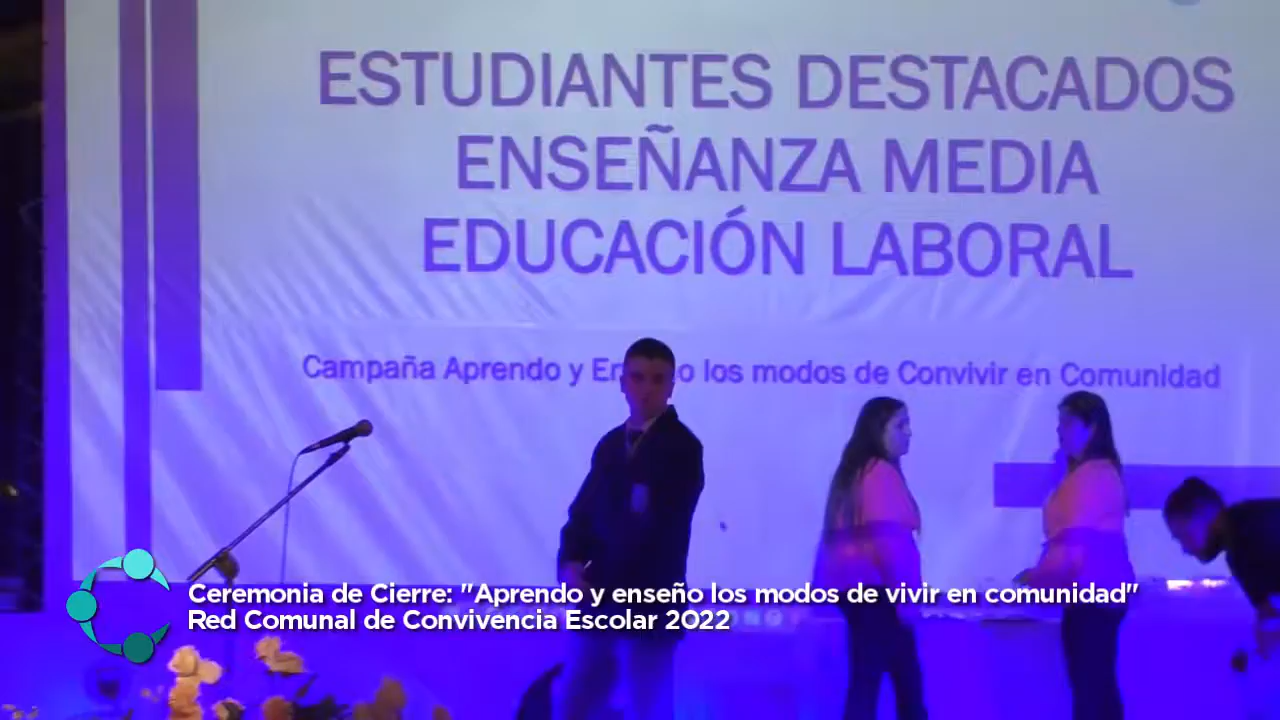 ESTUDIANTES DESTACADOS
ENSEÑANZA MEDIA
EDUCACIÓN LABORAL
Campaña Aprendo y En o los modos de Convivir en Comunidad
Ceremonia de Cierre: "Aprendo y enseño los modos de vivir en comunidad"
Red Comunal de Convivencia Escolar 2022